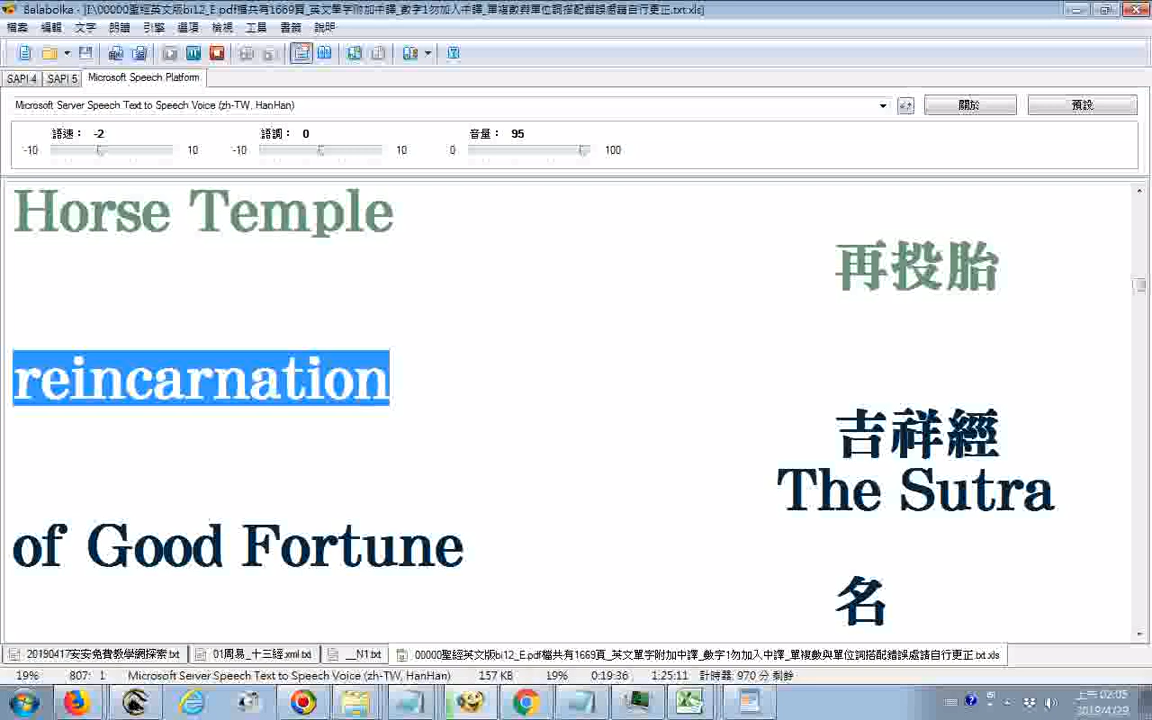 Balabolka - [I:\00000聖經英文版bi12_E.pdf檔共有1669頁_英文單字附加中譯_數字1勿加入中譯_單複數與單位詞搭配錯誤處請自行更正.txt.xls]
檔案 編輯 文字 朗讀 引擎 選項 檢視 工具 書籤 說明
SAPI 4 SAPI 5 Microsoft Speech Platform
Microsoft Server Speech Text to Speech Voice (zh-TW, HanHan) 關於 預設
語速： -2 語調： 0 音量： 95
-10 10 -10 10 0 100
Horse Temple
再投胎
reincarnation
吉祥經
The Sutra
of Good Fortune
名
20190417安安免費教學網探索.txt 01周易_十三經.xml.txt __N1.txt 00000聖經英文版bi12_E.pdf檔共有1669頁_英文單字附加中譯_數字1勿加入中譯_單複數與單位詞搭配錯誤處請自行更正.txt.xls
19% 807: 1 Microsoft Server Speech Text to Speech Voice (zh-TW, HanHan) 157 KB 19% 0:19:36 1:25:11 計時器: 970 分 剩餘
上午 02:05
2019/4/29